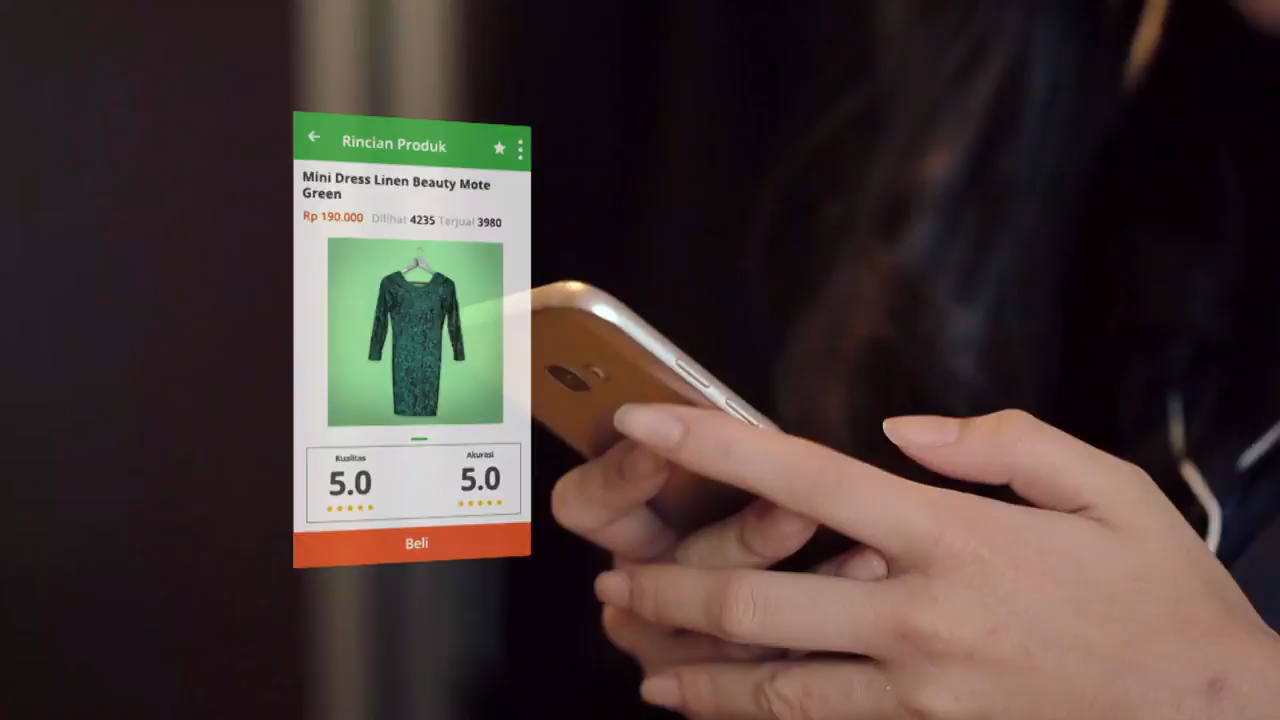 Rincian Produk
Mini Dress Linen Beauty Mote
Green
Rp 190.000 Dilihat 4235 Terjual 3980
Kualitas
Akurasi
5.0
5.0
Beli